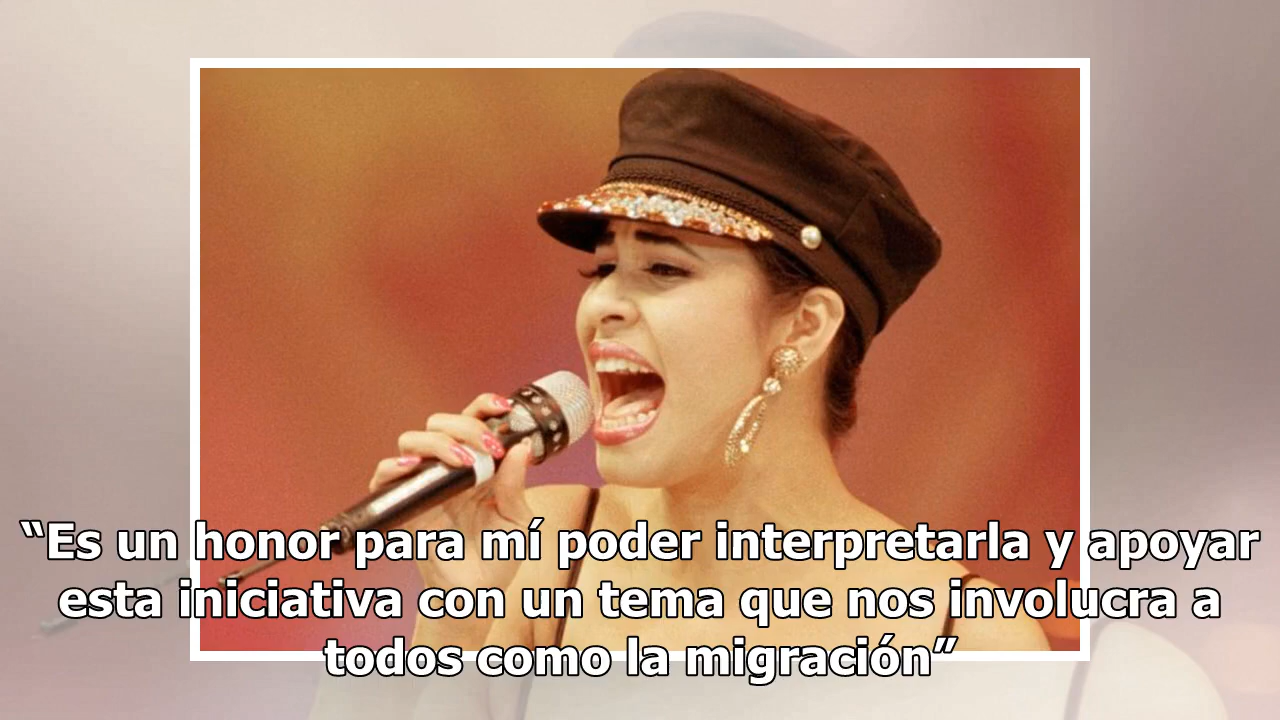 “Es un honor para mí poder interpretarla y apoyar
esta iniciativa con un tema que nos involucra a
todos como la migración”